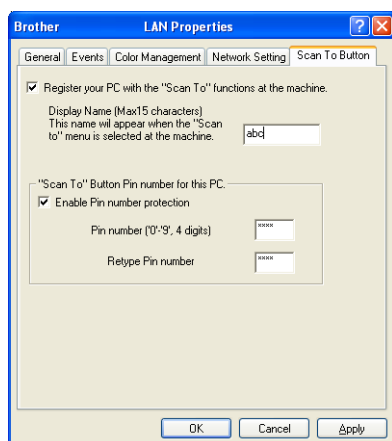 Brother LAN Properties
General Events Color Management Network Setting Scan To Button
Register your PC with the "Scan To" functions at the machine.
Display Name (Max15 characters)
This name wil appear when the "Scan
to" menu is selected at the machine.
abc
"Scan To" Button Pin number for this PC.
Enable Pin number protection
Pin number ('0'-'9', 4 digits) ****
Retype Pin number ****
OK Cancel Apply